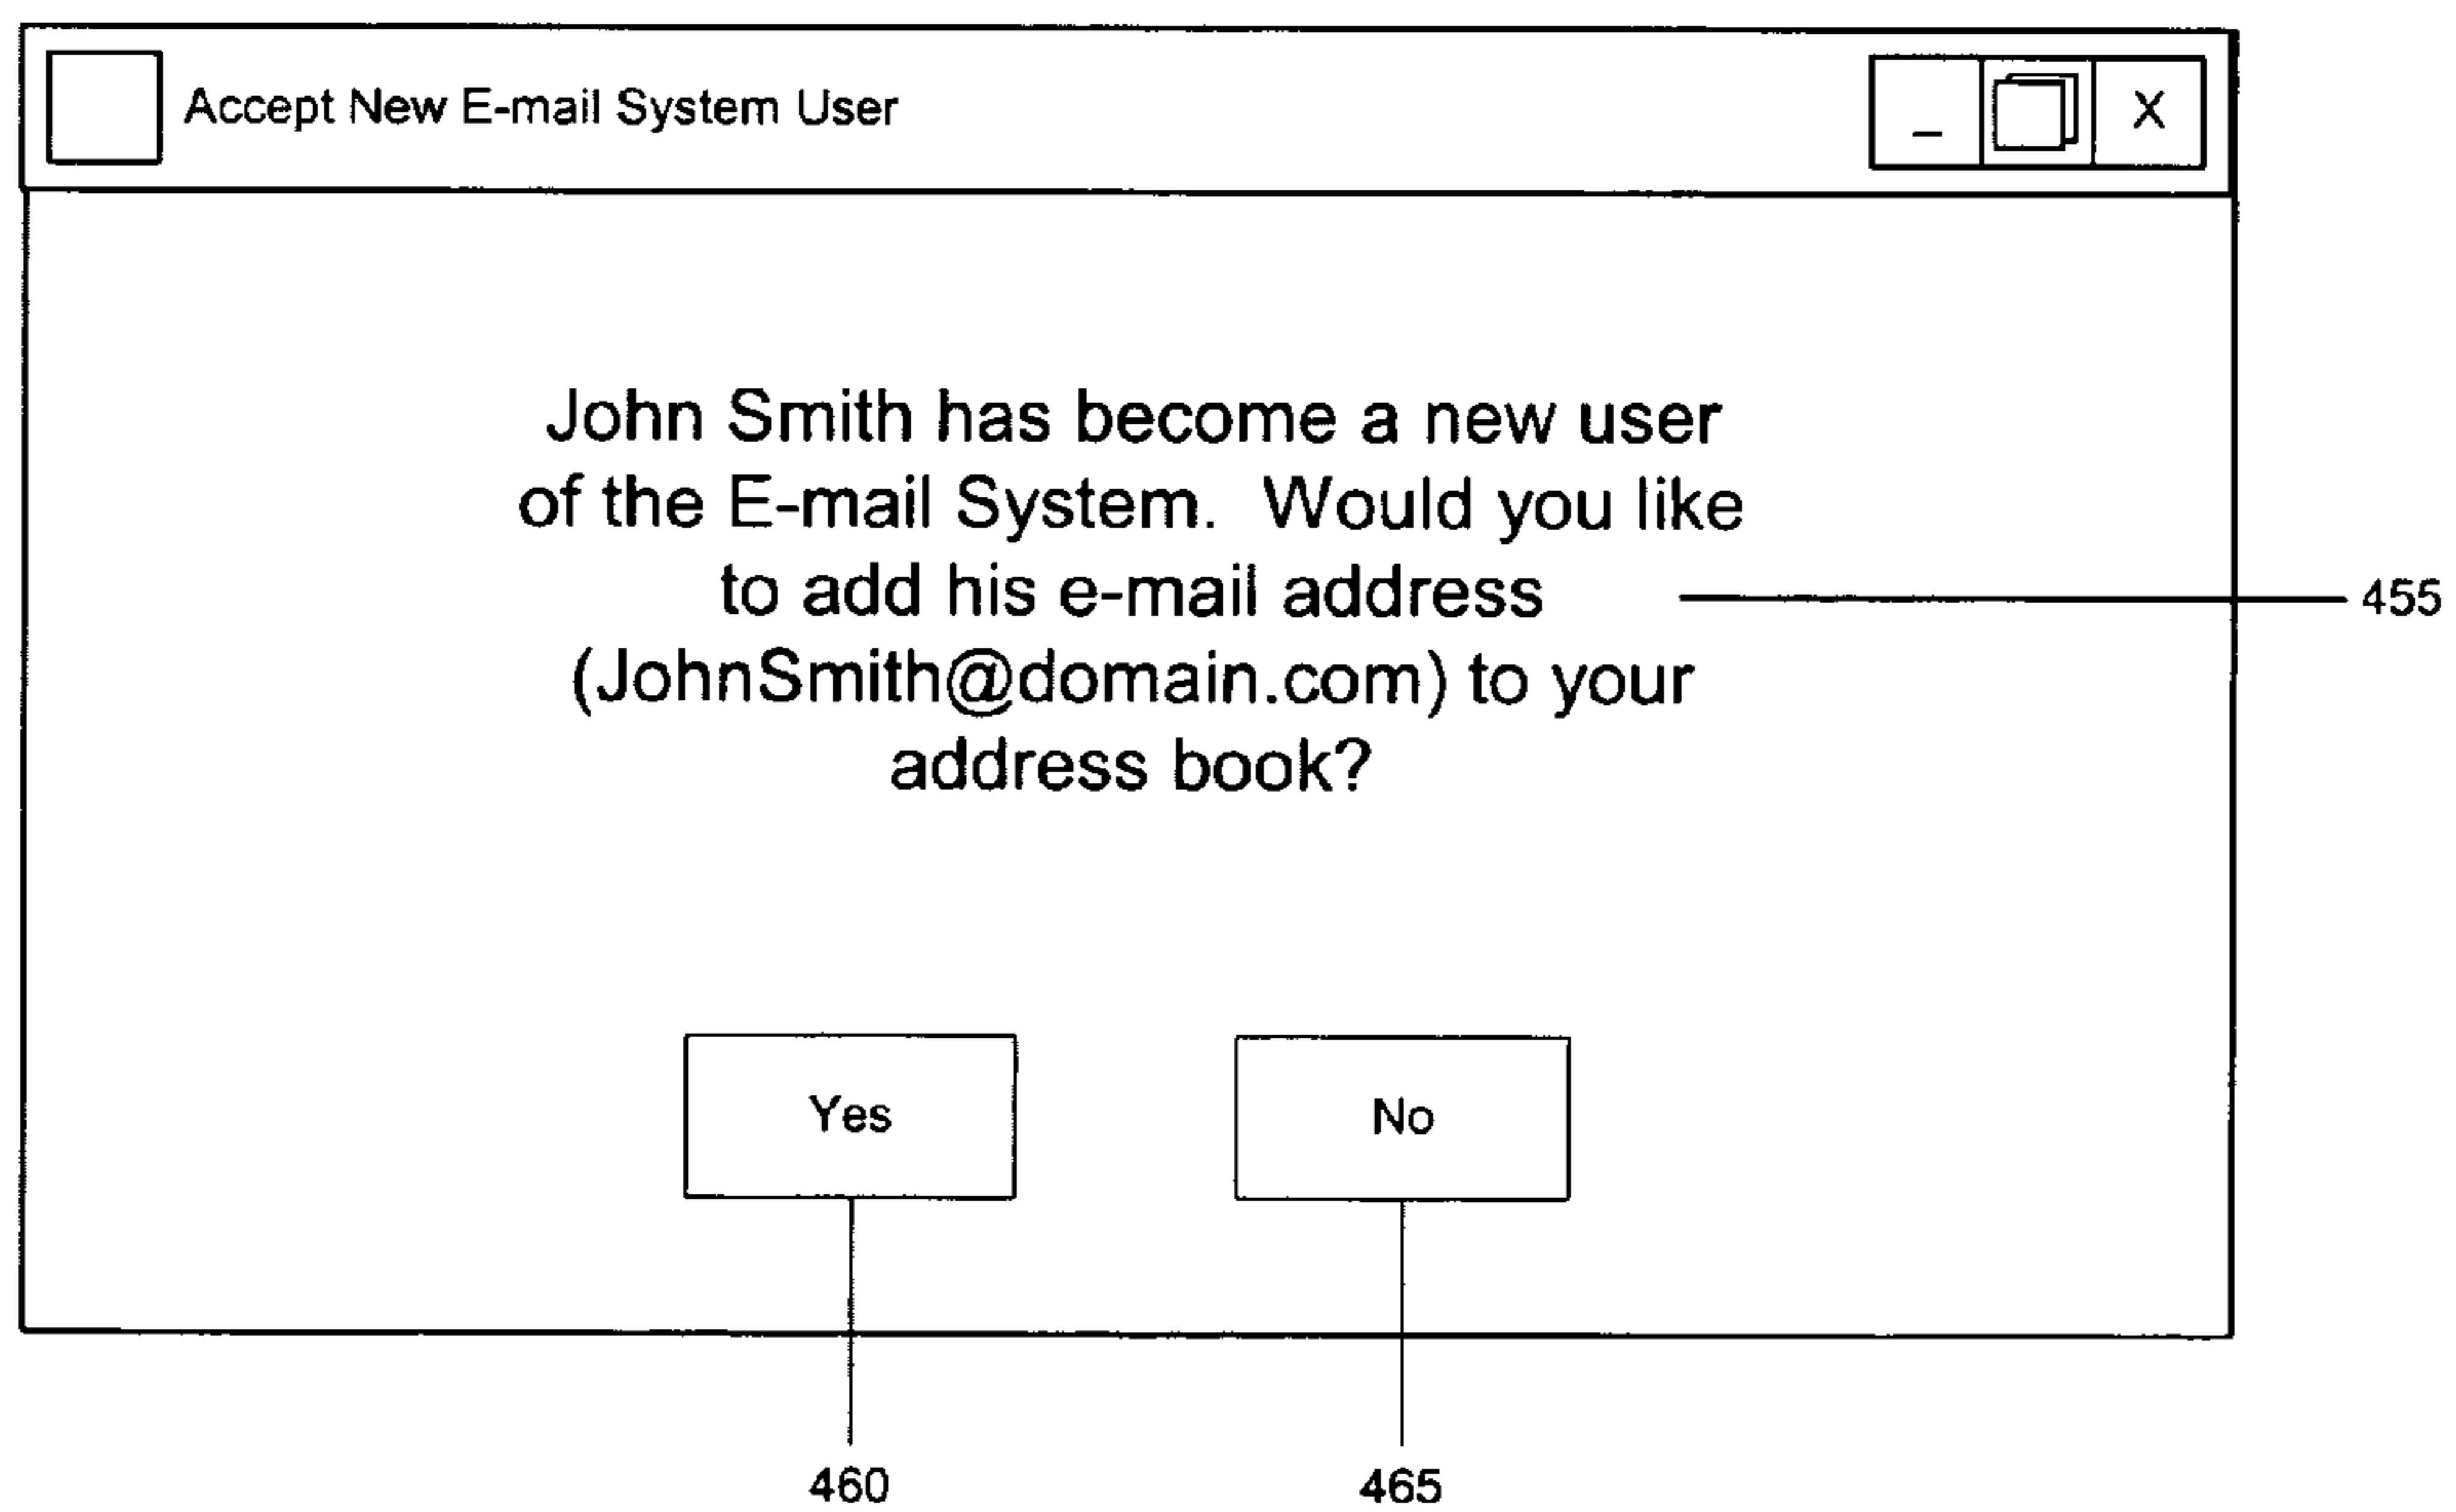 Accept New E-mail System User
_
X
John Smith has become a new user
of the E-mail System.  Would you like
to add his e-mail address
455
(JohnSmith@domain.com) to your
address book?
Yes
No
460
465